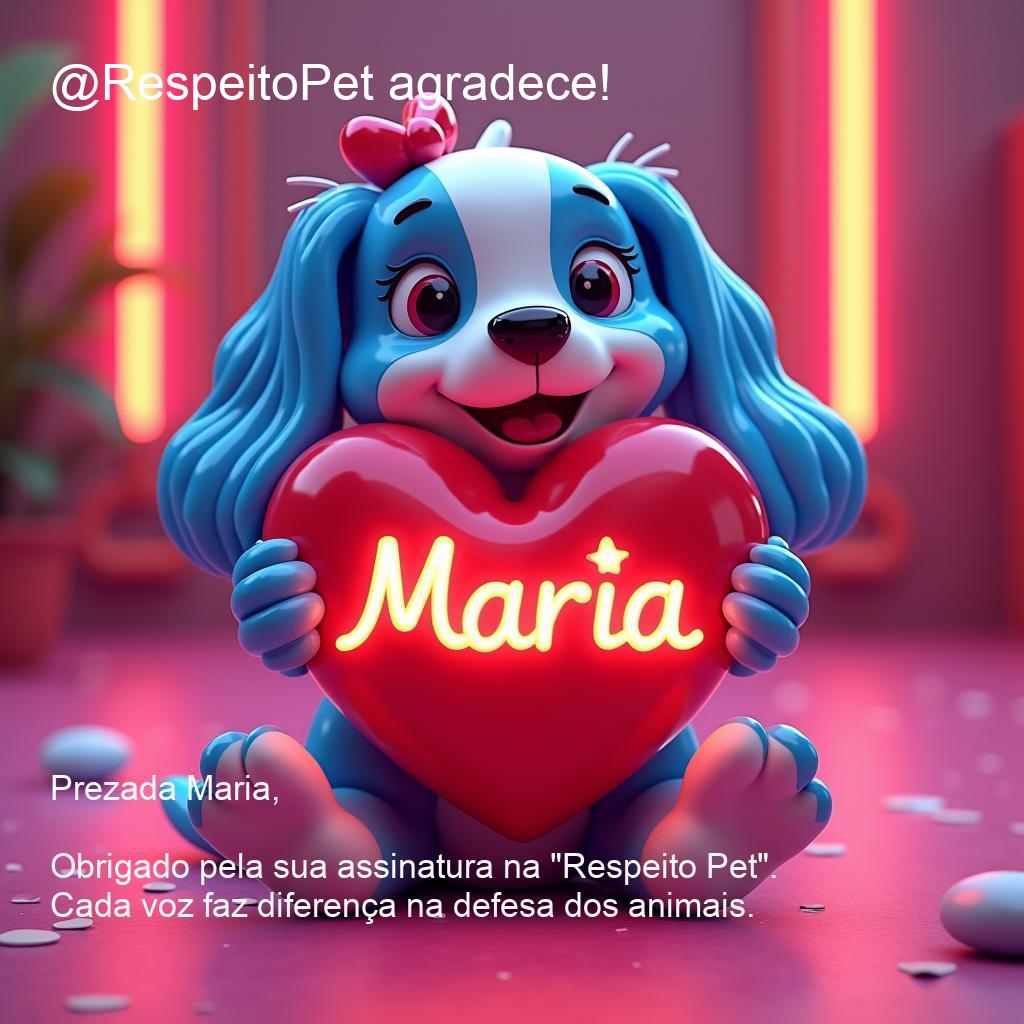 @RespeitoPet agradece!
Maria
Prezada Maria,
Obrigado pela sua assinatura na "Respeito Pet".
Cada voz faz diferença na defesa dos animais.